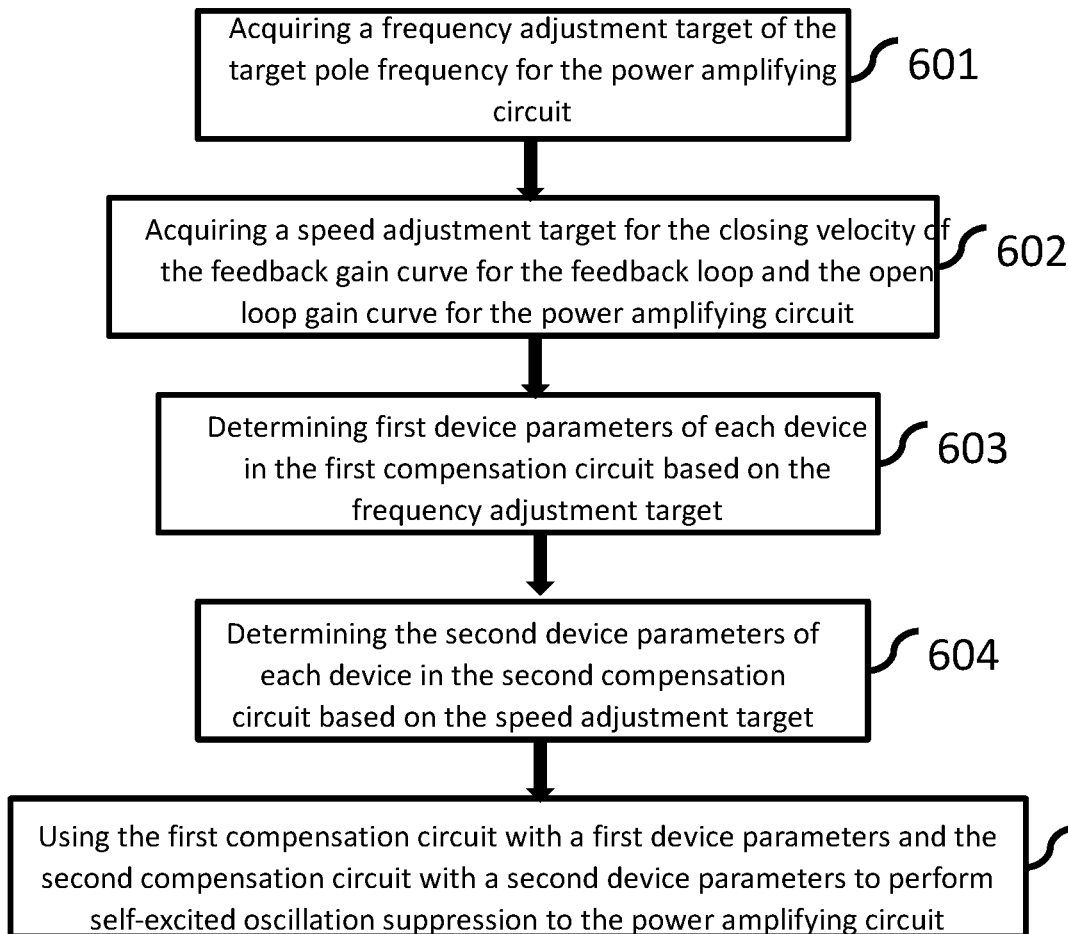 Acquiring a frequency adjustment target of the
target pole frequency for the power amplifying
circuit
601
Acquiring a speed adjustment target for the closing velocity of
the feedback gain curve for the feedback loop and the open
loop gain curve for the power amplifying circuit
602
Determining first device parameters of each device
in the first compensation circuit based on the
frequency adjustment target
603
Determining the second device parameters of
each device in the second compensation
circuit based on the speed adjustment target
604
Using the first compensation circuit with a first device parameters and the
second compensation circuit with a second device parameters to perform
self-excited oscillation suppression to the power amplifying circuit